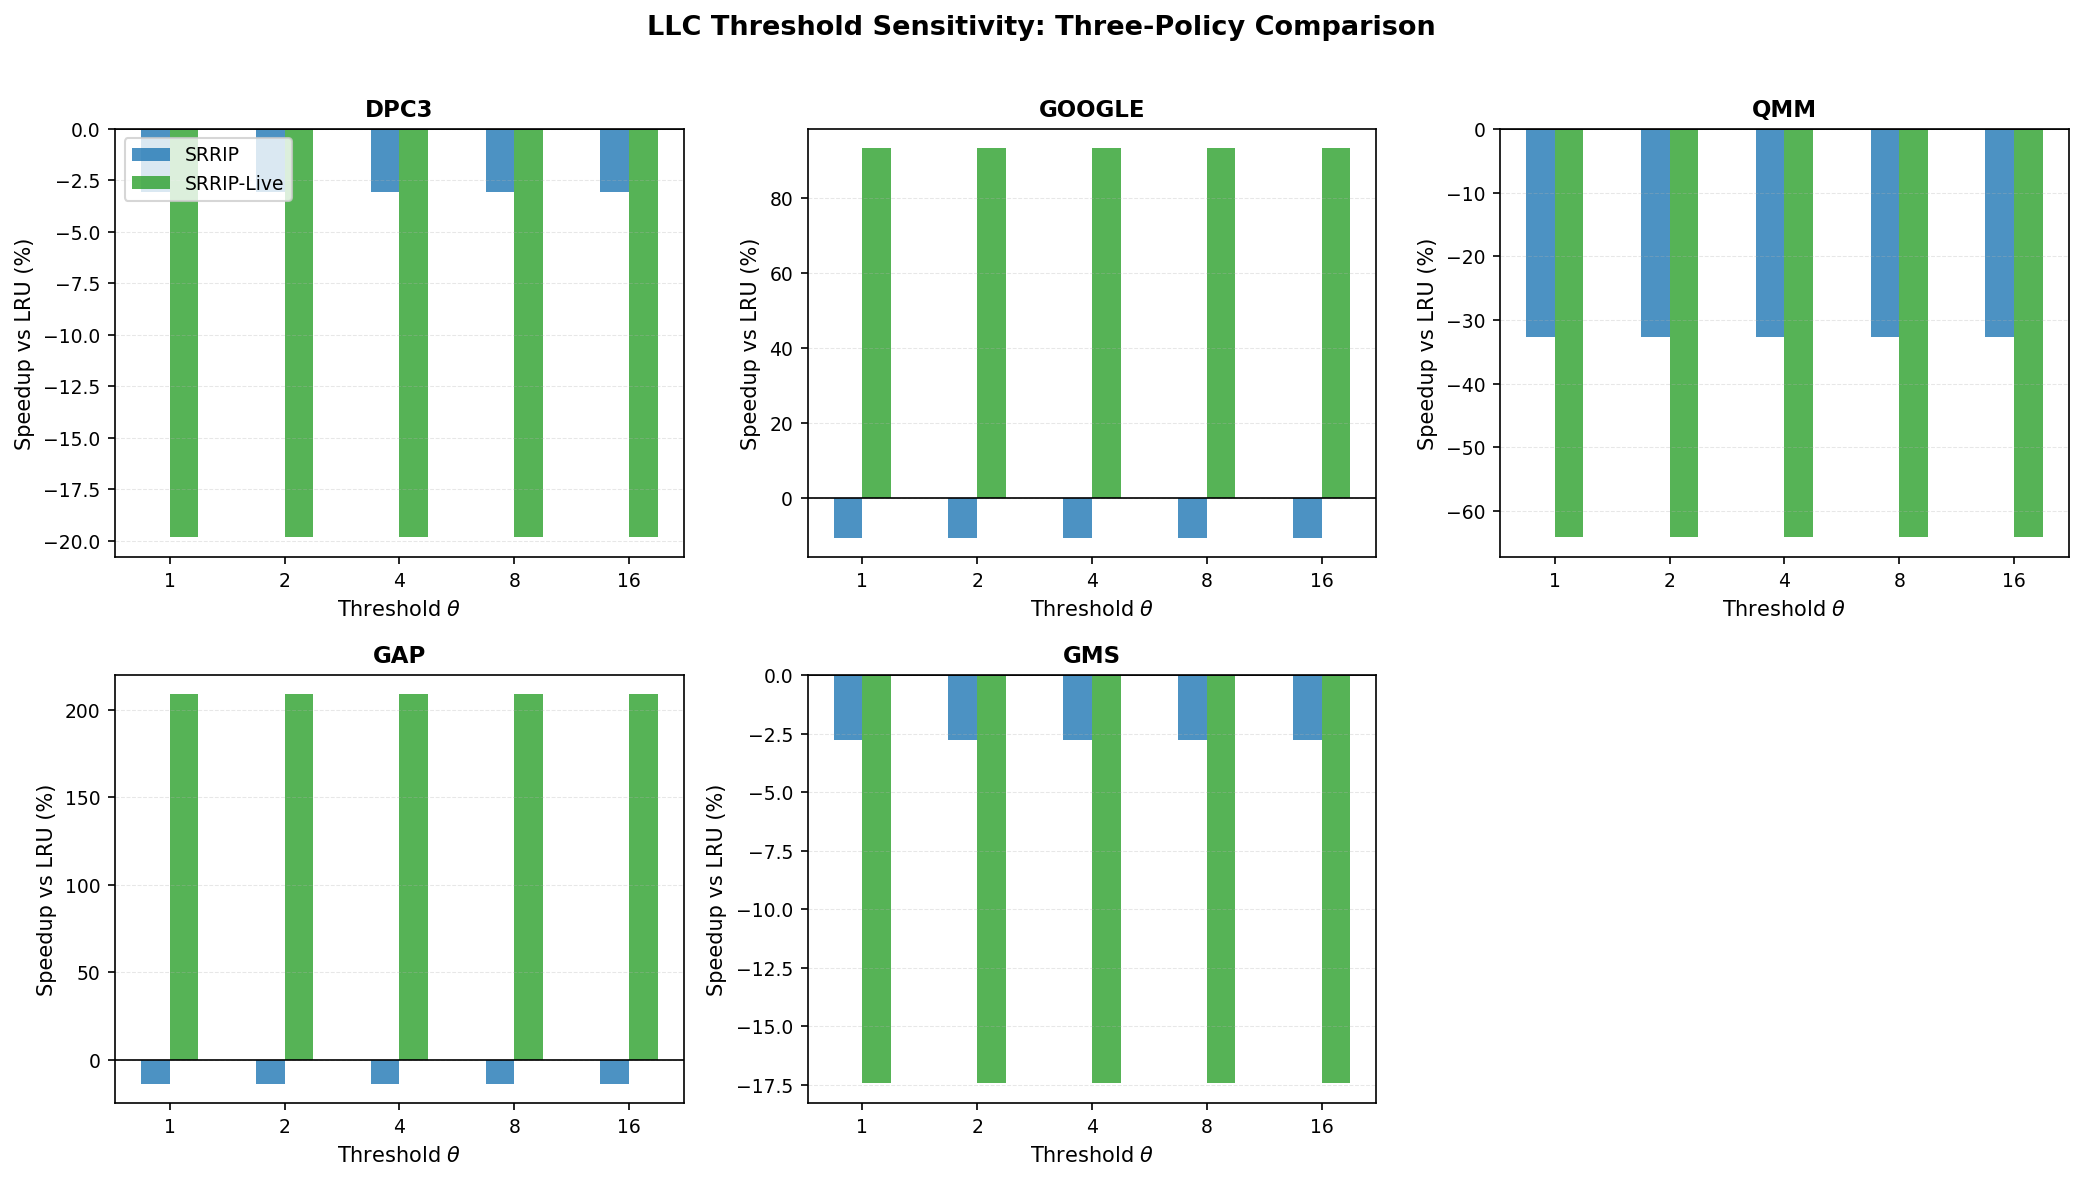 LLC Threshold Sensitivity: Three-Policy Comparison
DPC3
SRRIP
SRRIP-Live
0.0
−2.5
−5.0
−7.5
−10.0
−12.5
−15.0
−17.5
−20.0
Speedup vs LRU (%)
1 2 4 8 16
Threshold θ
GOOGLE
80
60
40
20
0
Speedup vs LRU (%)
1 2 4 8 16
Threshold θ
QMM
0
−10
−20
−30
−40
−50
−60
Speedup vs LRU (%)
1 2 4 8 16
Threshold θ
GAP
200
150
100
50
0
Speedup vs LRU (%)
1 2 4 8 16
Threshold θ
GMS
0.0
−2.5
−5.0
−7.5
−10.0
−12.5
−15.0
−17.5
Speedup vs LRU (%)
1 2 4 8 16
Threshold θ